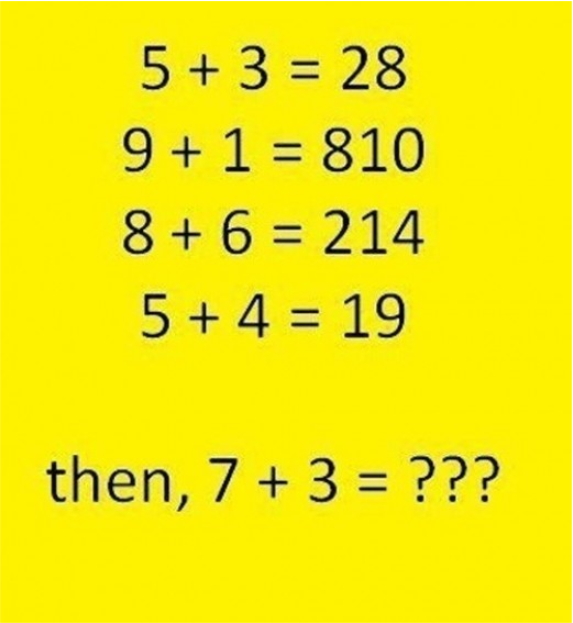 5 + 3 = 28
9 + 1 = 810
8 + 6 = 214
5 + 4 = 19
then, 7 + 3 = ???